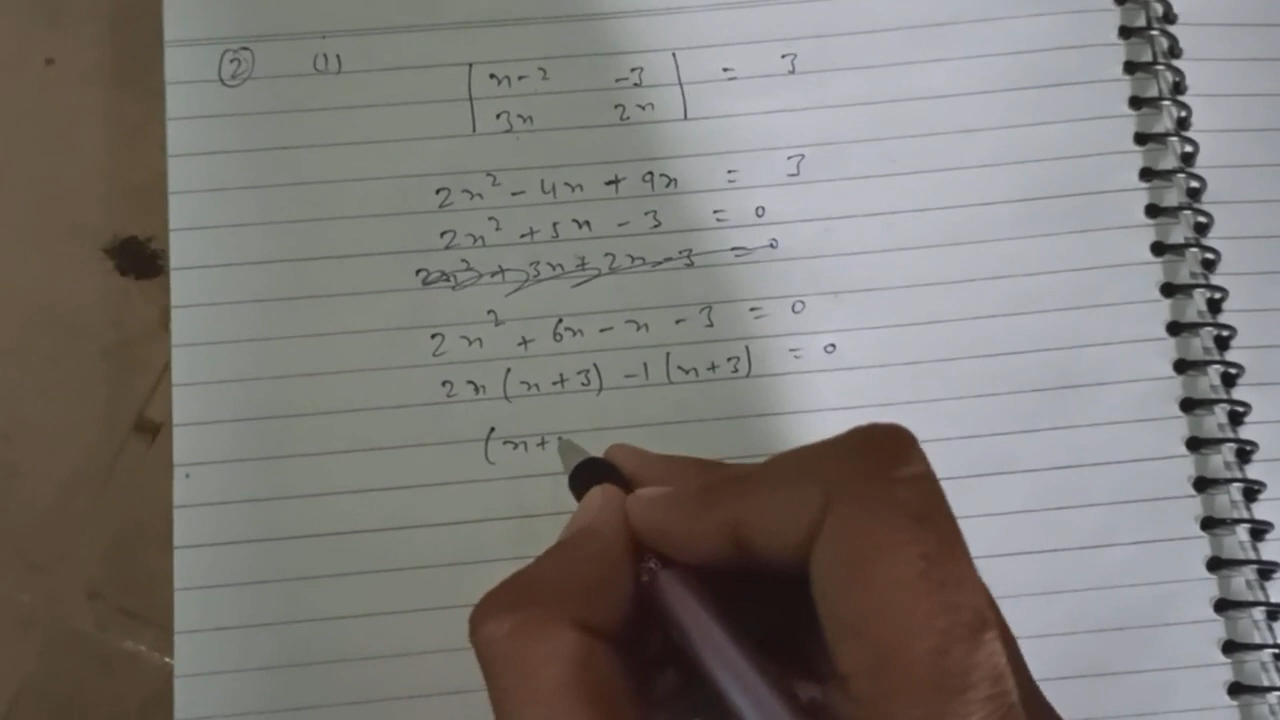 ② (1) | x-2 -3 | = 3
| 3x 2x |
2x² - 4x + 9x = 3
2x² + 5x - 3 = 0
2x² + 6x - x - 3 = 0
2x (x+3) -1 (x+3) = 0
(x+